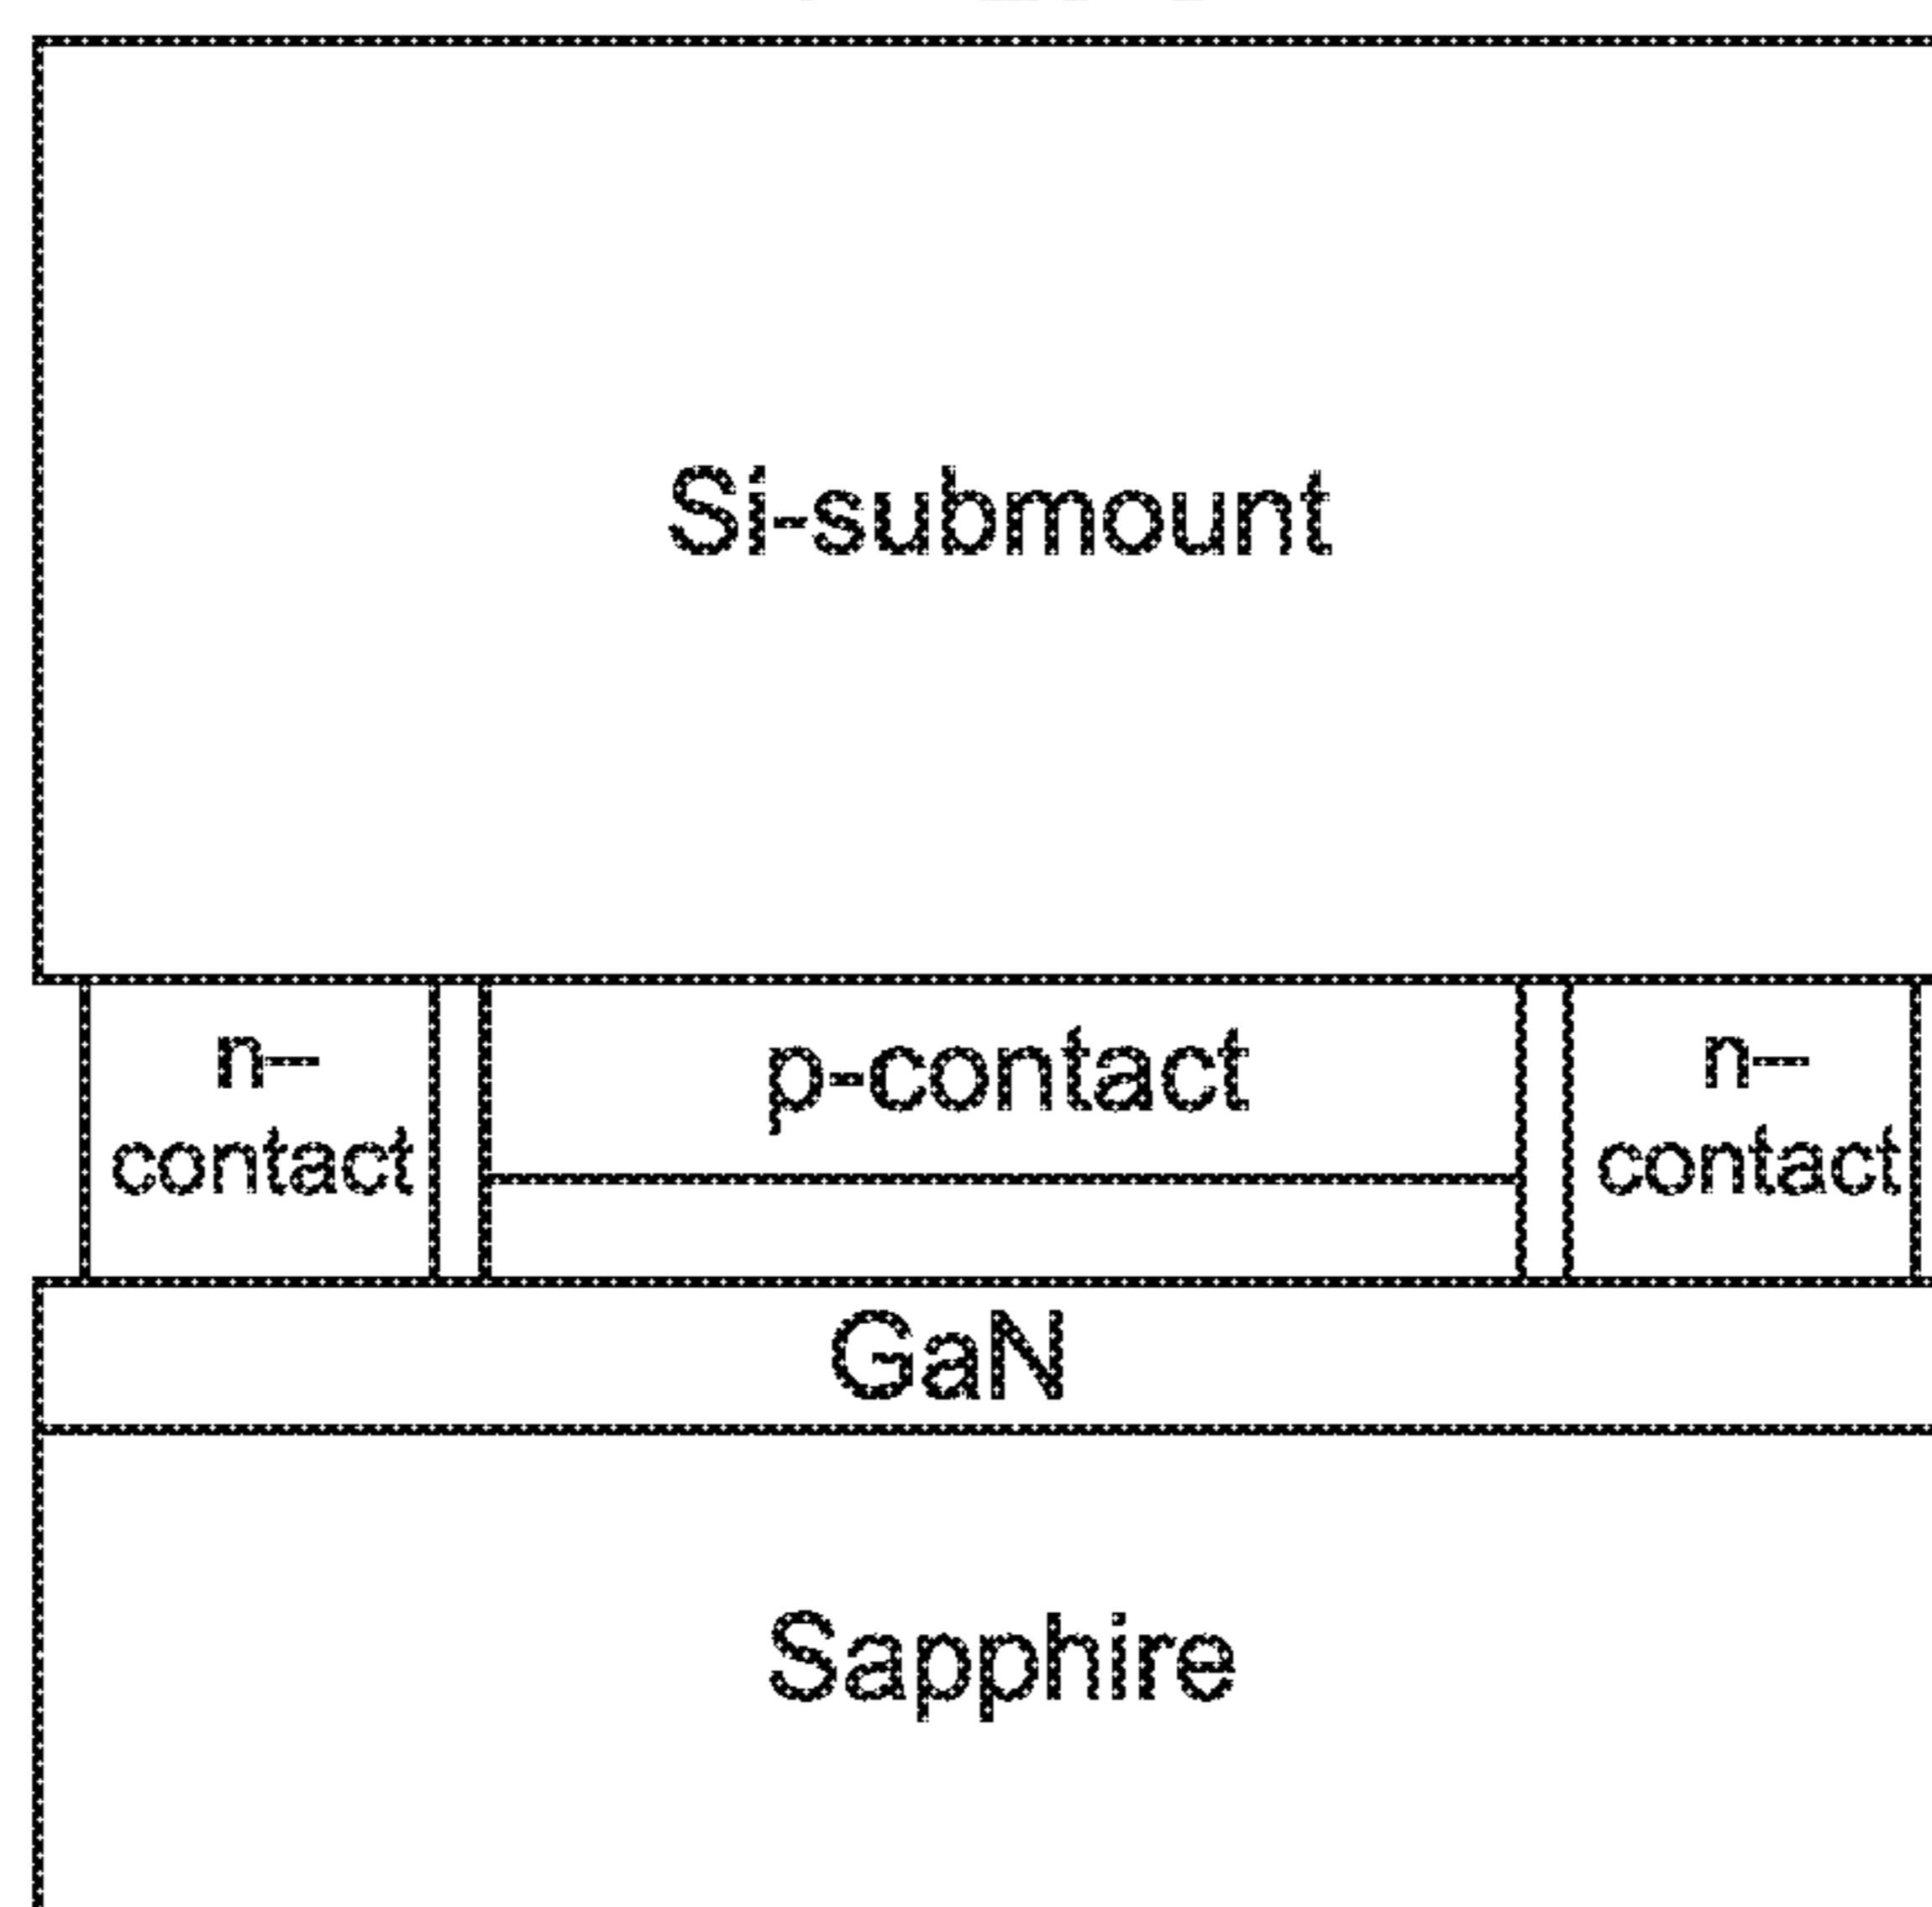 Si-submount
n–
contact
p-contact
n–
contact
GaN
Sapphire